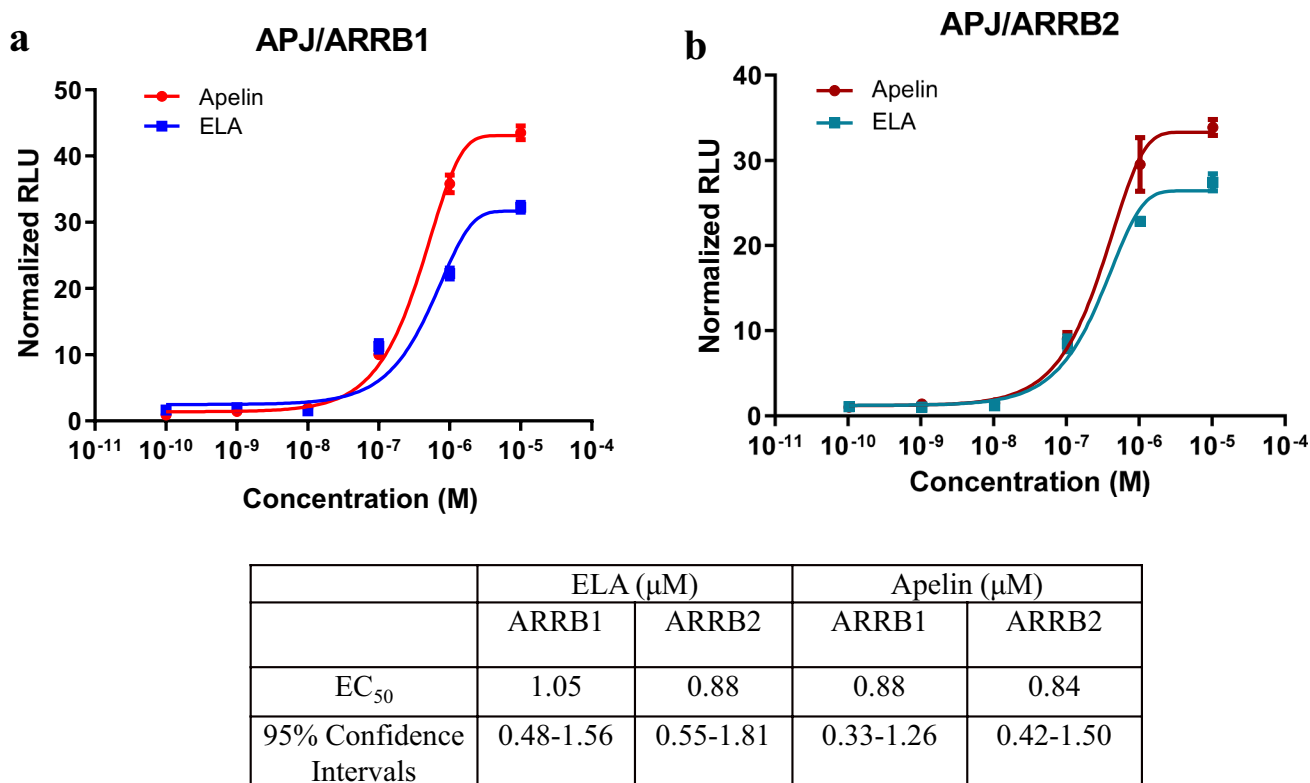 a
APJ/ARRB1
Apelin
ELA
50
40
30
20
10
0
Normalized RLU
10-11 10-10 10-9 10-8 10-7 10-6 10-5 10-4
Concentration (M)
b
APJ/ARRB2
Apelin
ELA
40
30
20
10
0
Normalized RLU
10-11 10-10 10-9 10-8 10-7 10-6 10-5 10-4
Concentration (M)
ELA (μM) Apelin (μM)
ARRB1 ARRB2 ARRB1 ARRB2
EC50 1.05 0.88 0.88 0.84
95% Confidence 0.48-1.56 0.55-1.81 0.33-1.26 0.42-1.50
Intervals